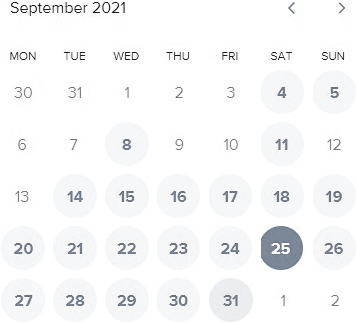 September 2021
MON TUE WED THU FRI SAT SUN
30 31 1 2 3 4 5
6 7 8 9 10 11 12
13 14 15 16 17 18 19
20 21 22 23 24 25 26
27 28 29 30 31 1 2